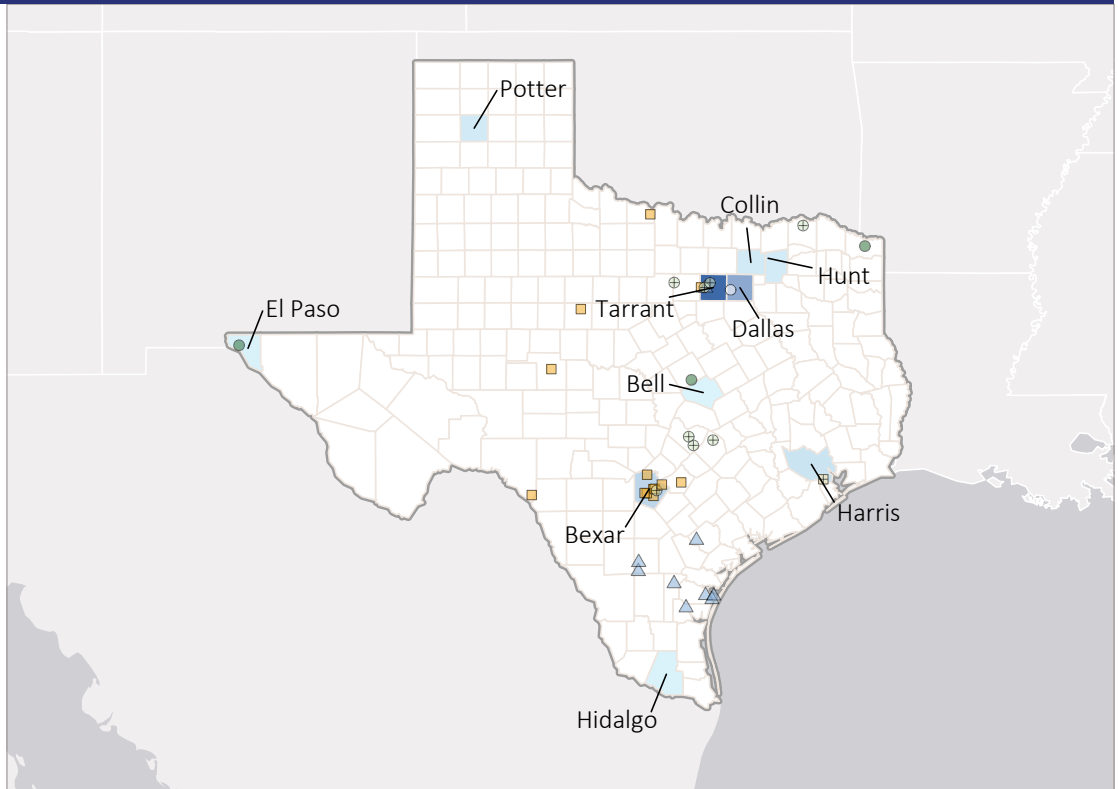 Potter
Collin
Hunt
El Paso
Tarrant
Dallas
Bell
Harris
Bexar
Hidalgo